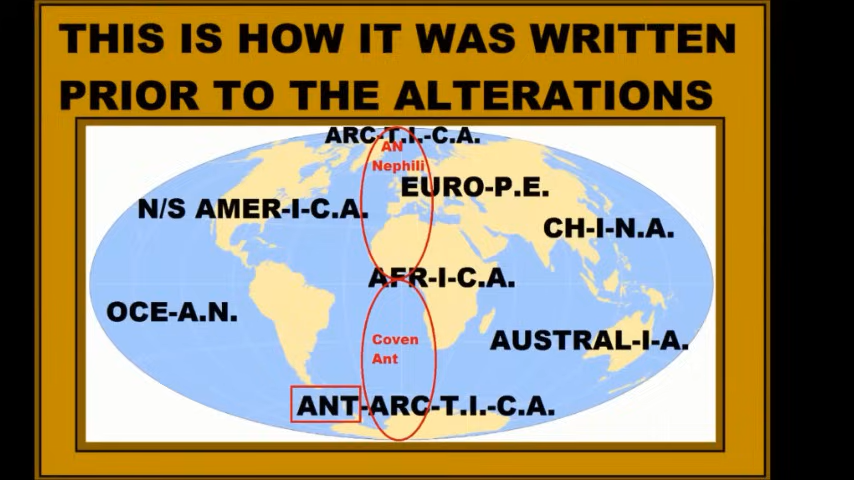 THIS IS HOW IT WAS WRITTEN
PRIOR TO THE ALTERATIONS
ARC-T.I.-C.A.
AN
Nephili
EURO-P.E.
N/S AMER-I-C.A.
CH-I-N.A.
AFR-I-C.A.
OCE-A.N.
Coven
Ant
AUSTRAL-I-A.
ANT-ARC-T.I.-C.A.